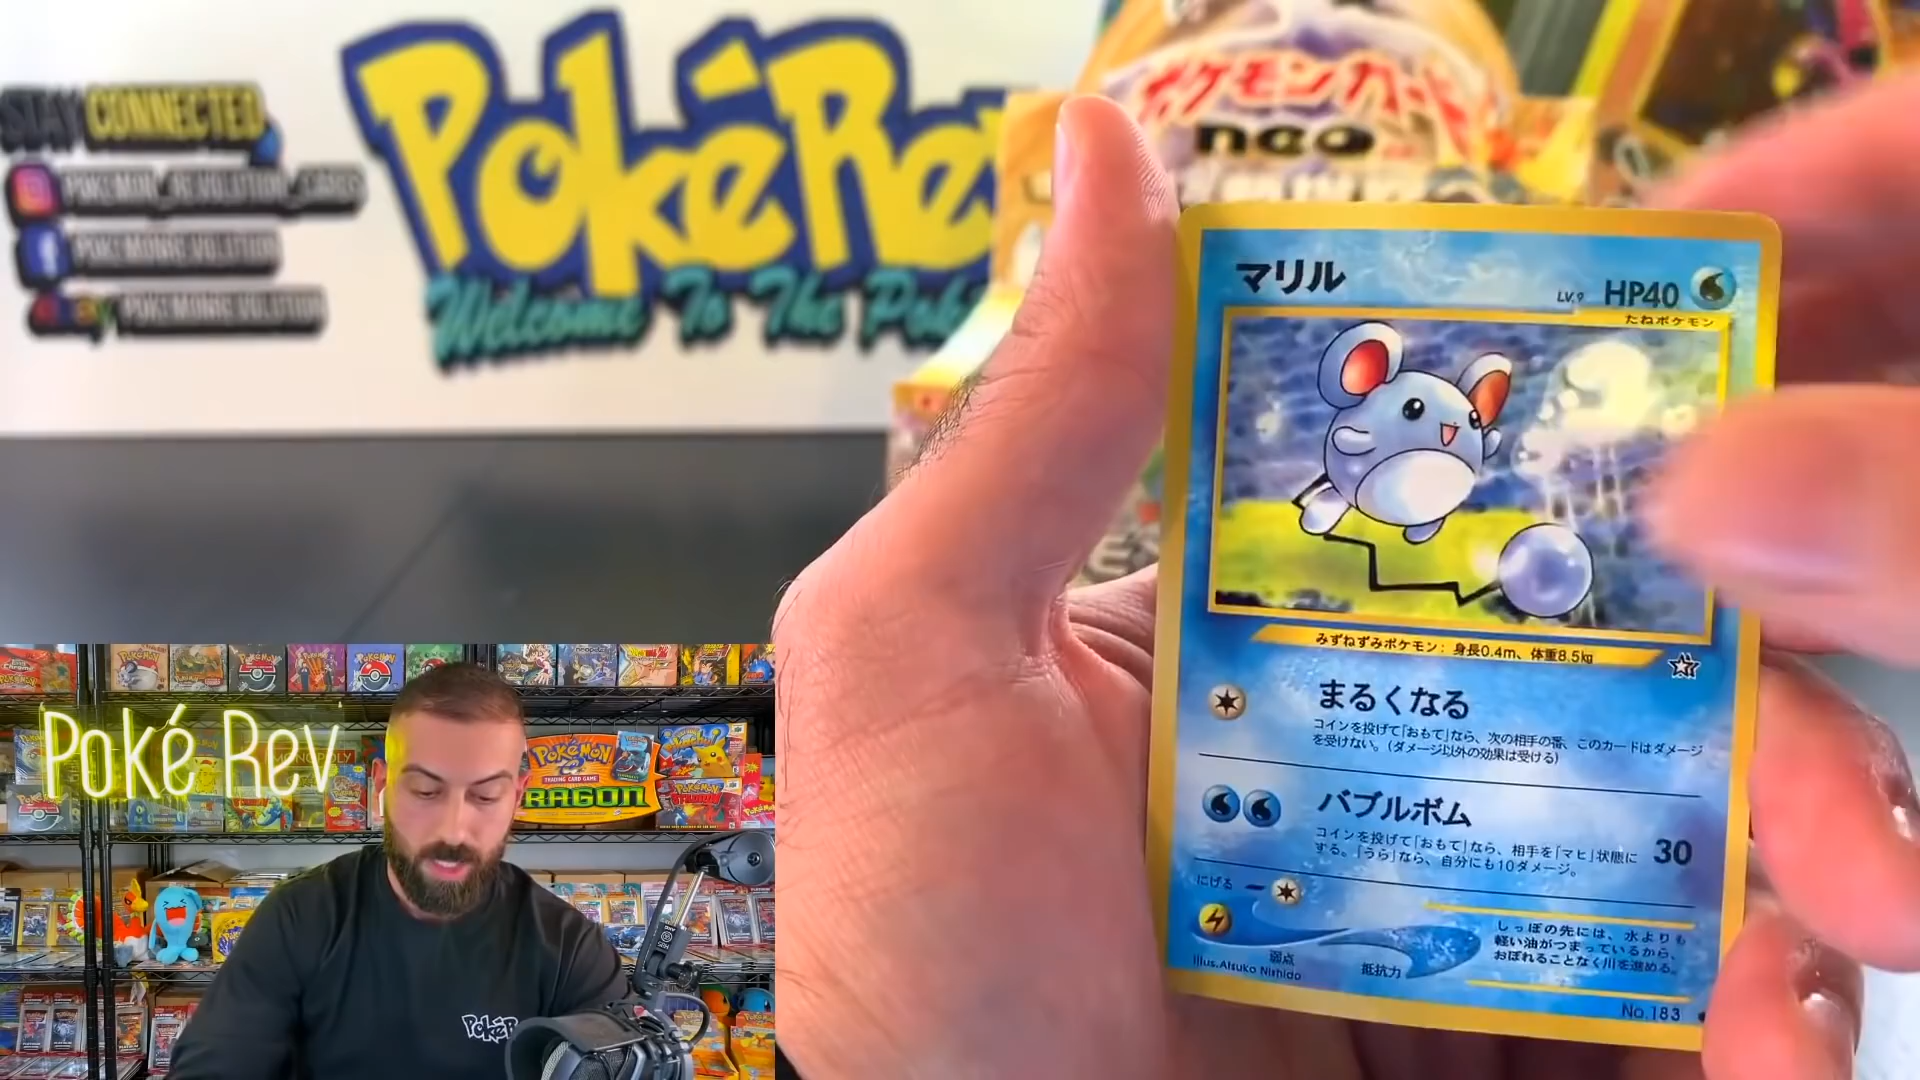 STAY CONNECTED
POKEMON_REVOLUTION_CARDS
POKEMONREVOLUTION
ebay POKEMONREVOLUTION
PokéRev
Welcome To The Pok
ポケモンカード
neo
マリル
LV.9 HP40
たねポケモン
みずねずみポケモン：身長0.4m、体重8.5kg
まるくなる
コインを投げて「おもて」なら、次の相手の番、このカードはダメージ
を受けない。(ダメージ以外の効果は受ける)
バブルボム
30
コインを投げて「おもて」なら、相手を「マヒ」状態に
する。「うら」なら、自分にも10ダメージ。
にげる
弱点
抵抗力
しっぽの先には、水よりも
軽い油がつまっているから、
おぼれることなく川を進める。
Illus.Atsuko Nishida
No.183
Poké Rev
POKÉMON
TRADING CARD GAME
DRAGON
MONOPOLY
PokéR